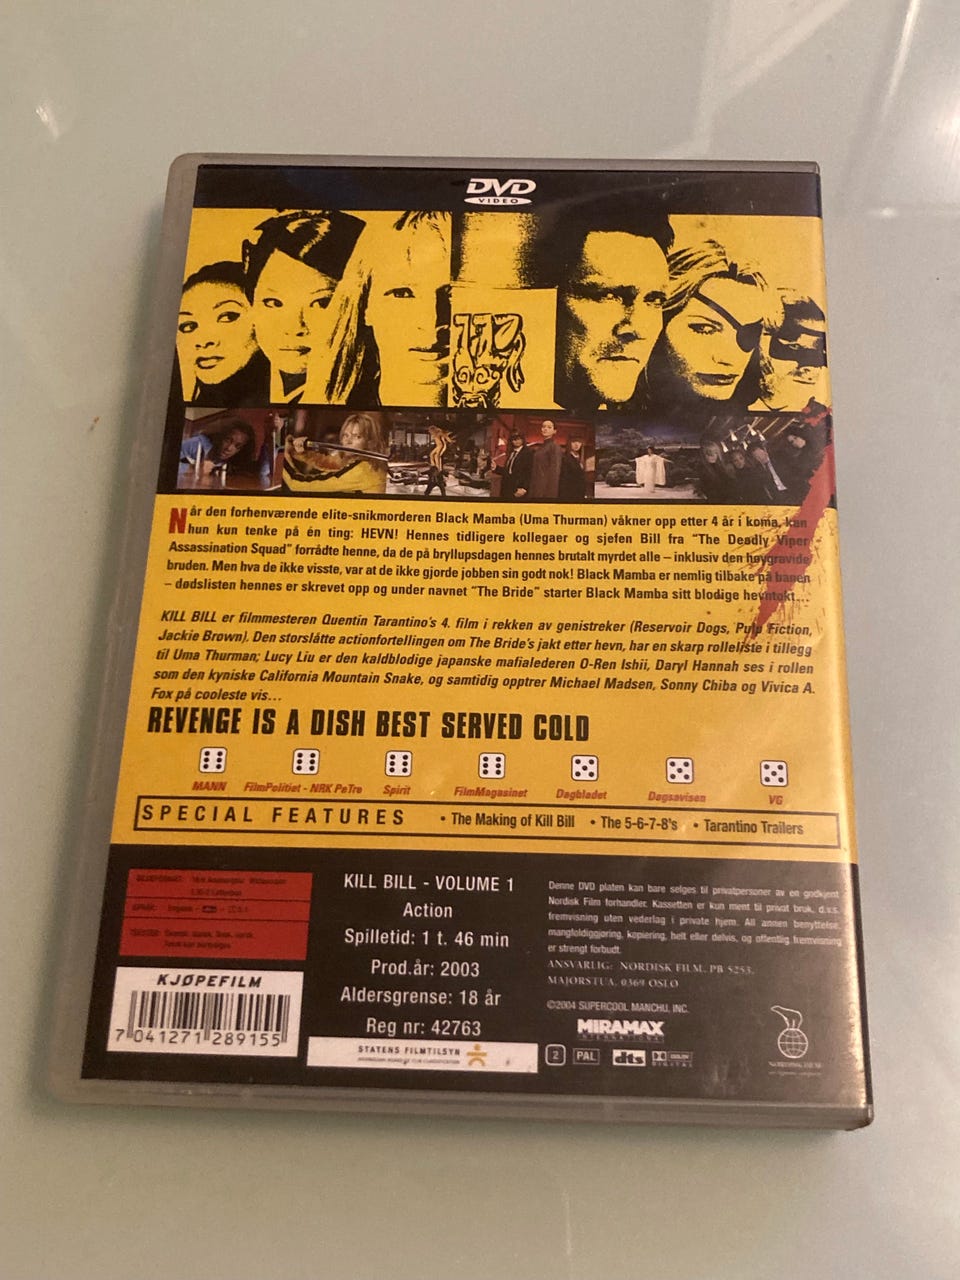 DVD
VIDEO
Når den forhenværende elite-snikmorderen Black Mamba (Uma Thurman) våkner opp etter 4 år i koma, kan
hun kun tenke på én ting: HEVN! Hennes tidligere kollegaer og sjefen Bill fra "The Deadly Viper
Assassination Squad" forrådte henne, da de på bryllupsdagen hennes brutalt myrdet alle – inklusiv den høygravide
bruden. Men hva de ikke visste, var at de ikke gjorde jobben sin godt nok! Black Mamba er nemlig tilbake på banen
– dødslisten hennes er skrevet opp og under navnet "The Bride" starter Black Mamba sitt blodige hevntokt...
KILL BILL er filmmesteren Quentin Tarantino's 4. film i rekken av genistreker (Reservoir Dogs, Pulp Fiction,
Jackie Brown). Den storslåtte actionfortellingen om The Bride's jakt etter hevn, har en skarp rolleliste i tillegg
til Uma Thurman; Lucy Liu er den kaldblodige japanske mafialederen O-Ren Ishii, Daryl Hannah ses i rollen
som den kyniske California Mountain Snake, og samtidig opptrer Michael Madsen, Sonny Chiba og Vivica A.
Fox på cooleste vis...
REVENGE IS A DISH BEST SERVED COLD
MANN FilmPolitiet - NRK PeTre Spirit FilmMagasinet Dagbladet Dagsavisen VG
SPECIAL FEATURES • The Making of Kill Bill • The 5-6-7-8's • Tarantino Trailers
BILDEFORMAT:
SPRÅK: Engelsk
TEKSTER:
KJØPEFILM
7 041271 289155
KILL BILL - VOLUME 1
Action
Spilletid: 1 t. 46 min
Prod.år: 2003
Aldersgrense: 18 år
Reg nr: 42763
STATENS FILMTILSYN
Denne DVD platen kan bare selges til privatpersoner av en godkjent
Nordisk Film forhandler. Kassetten er kun ment til privat bruk, d.v.s.
fremvisning uten vederlag i private hjem. All annen benyttelse,
mangfoldiggjøring, kopiering, helt eller delvis, og offentlig fremvisning
er strengt forbudt.
ANSVARLIG: NORDISK FILM, PB 5253,
MAJORSTUA, 0369 OSLO
©2004 SUPERCOOL MANCHU, INC.
MIRAMAX
INTERNATIONAL
2 PAL dts DOLBY
DIGITAL
NORDISK FILM